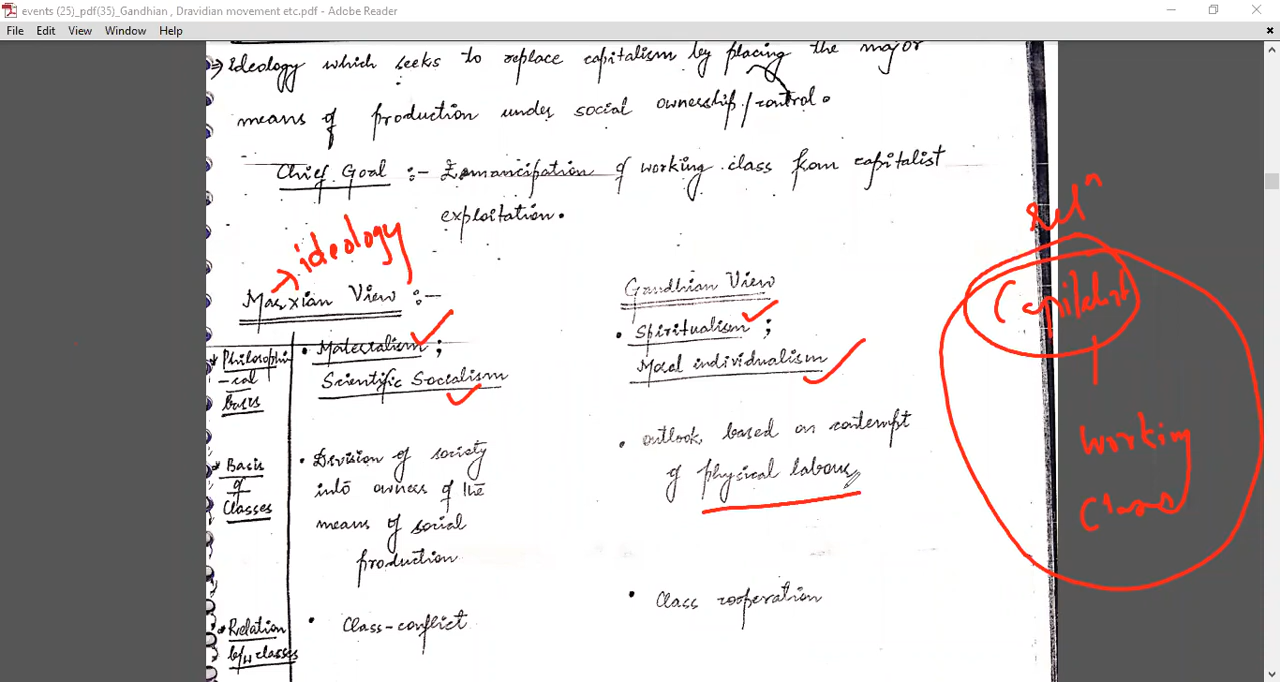 events (25)_pdf(35)_Gandhian , Dravidian movement etc.pdf - Adobe Reader
File Edit View Window Help
⇒ Ideology which seeks to replace capitalism by placing the major
means of production under social ownership/control.
Chief Goal :- Emancipation of working class from capitalist
exploitation.
→ ideology
Marxian View :-
Gandhian View
* Philosophi
-cal
bases
• Materialism ;
Scientific Socialism
• Spiritualism ;
Moral individualism
* Basis
of
Classes
• Division of society
into owners of the
means of social
production
• outlook based on contempt
of physical labour
* Relation
b/w classes
• Class-conflict
• Class cooperation
Relⁿ
Capitalist
Working
Class